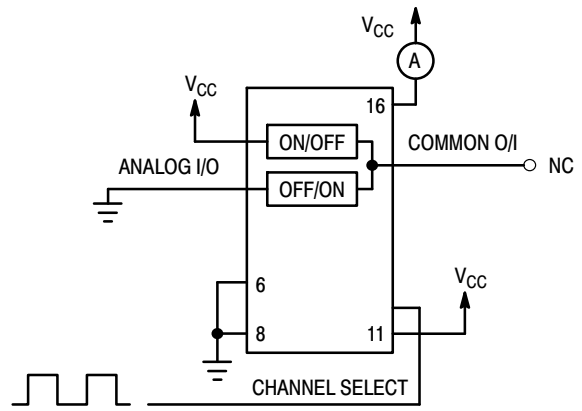 VCC
A
VCC
16
ON/OFF
COMMON O/I
NC
ANALOG I/O
OFF/ON
VCC
6
8
11
CHANNEL SELECT